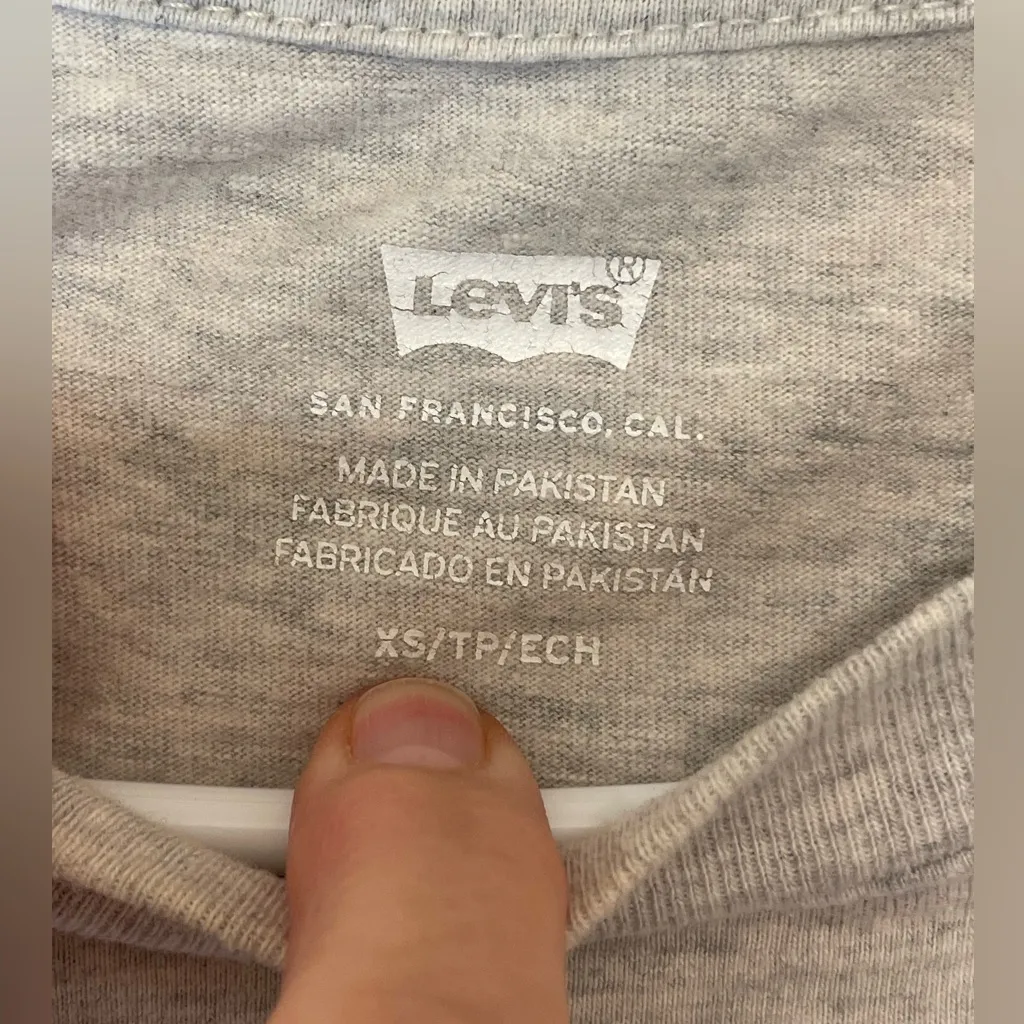 Levi's®
SAN FRANCISCO, CAL.
MADE IN PAKISTAN
FABRIQUE AU PAKISTAN
FABRICADO EN PAKISTÁN
XS/TP/ECH